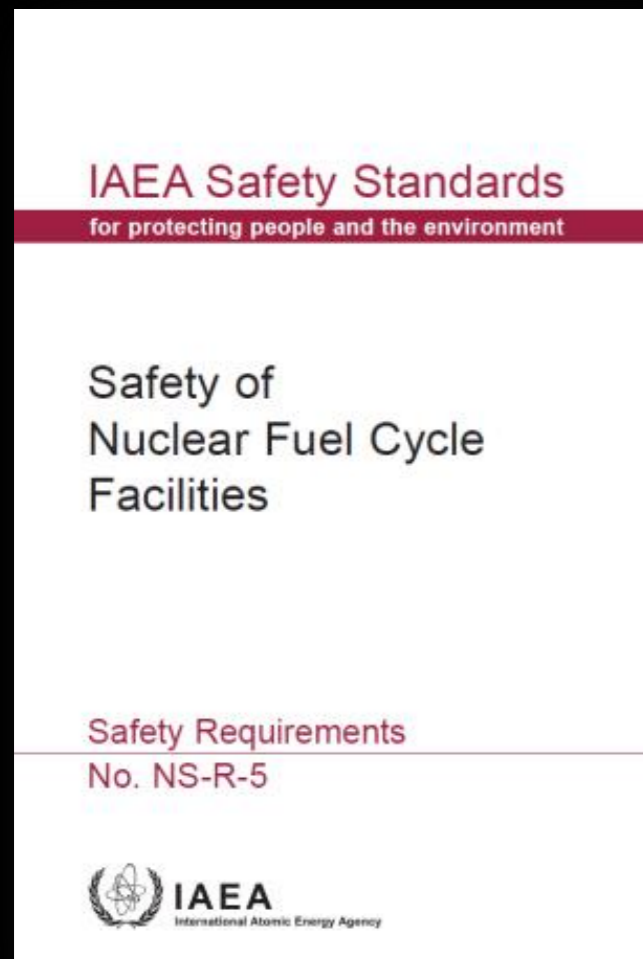 IAEA Safety Standards
for protecting people and the environment
Safety of
Nuclear Fuel Cycle
Facilities
Safety Requirements
No. NS-R-5
IAEA
International Atomic Energy Agency